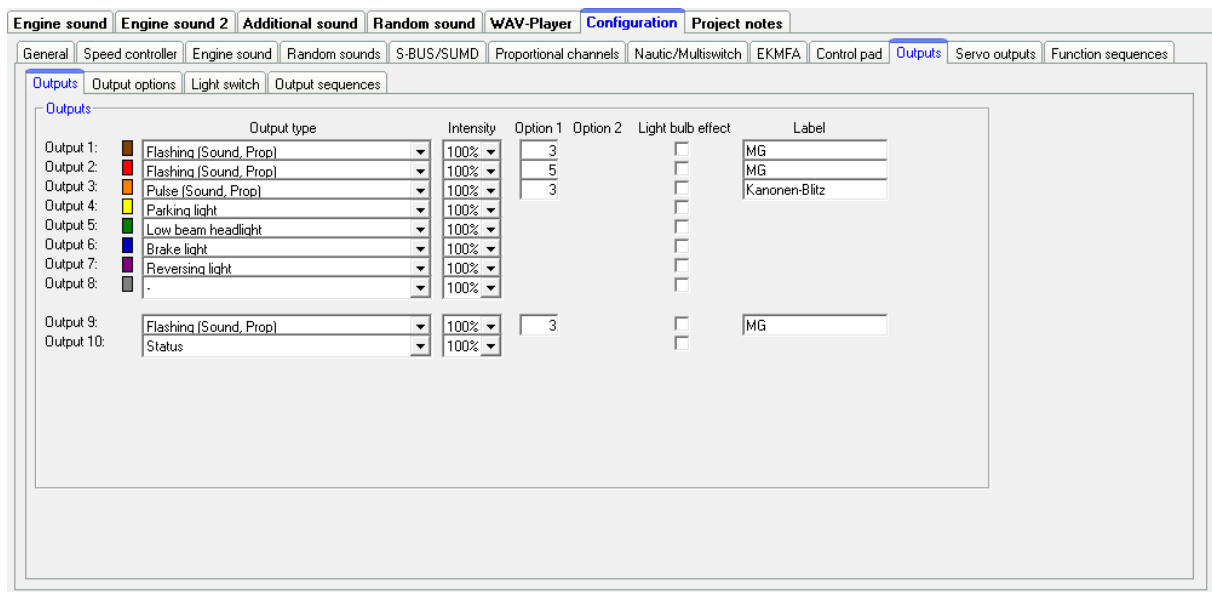 Engine sound Engine sound 2 Additional sound Random sound WAV-Player Configuration Project notes
General Speed controller Engine sound Random sounds S-BUS/SUMD Proportional channels Nautic/Multiswitch EKMFA Control pad Outputs Servo outputs Function sequences
Outputs Output options Light switch Output sequences
Outputs
Output type Intensity Option 1 Option 2 Light bulb effect Label
Output 1: Flashing (Sound, Prop) 100% 3 MG
Output 2: Flashing (Sound, Prop) 100% 5 MG
Output 3: Pulse (Sound, Prop) 100% 3 Kanonen-Blitz
Output 4: Parking light 100%
Output 5: Low beam headlight 100%
Output 6: Brake light 100%
Output 7: Reversing light 100%
Output 8: - 100%
Output 9: Flashing (Sound, Prop) 100% 3 MG
Output 10: Status 100%